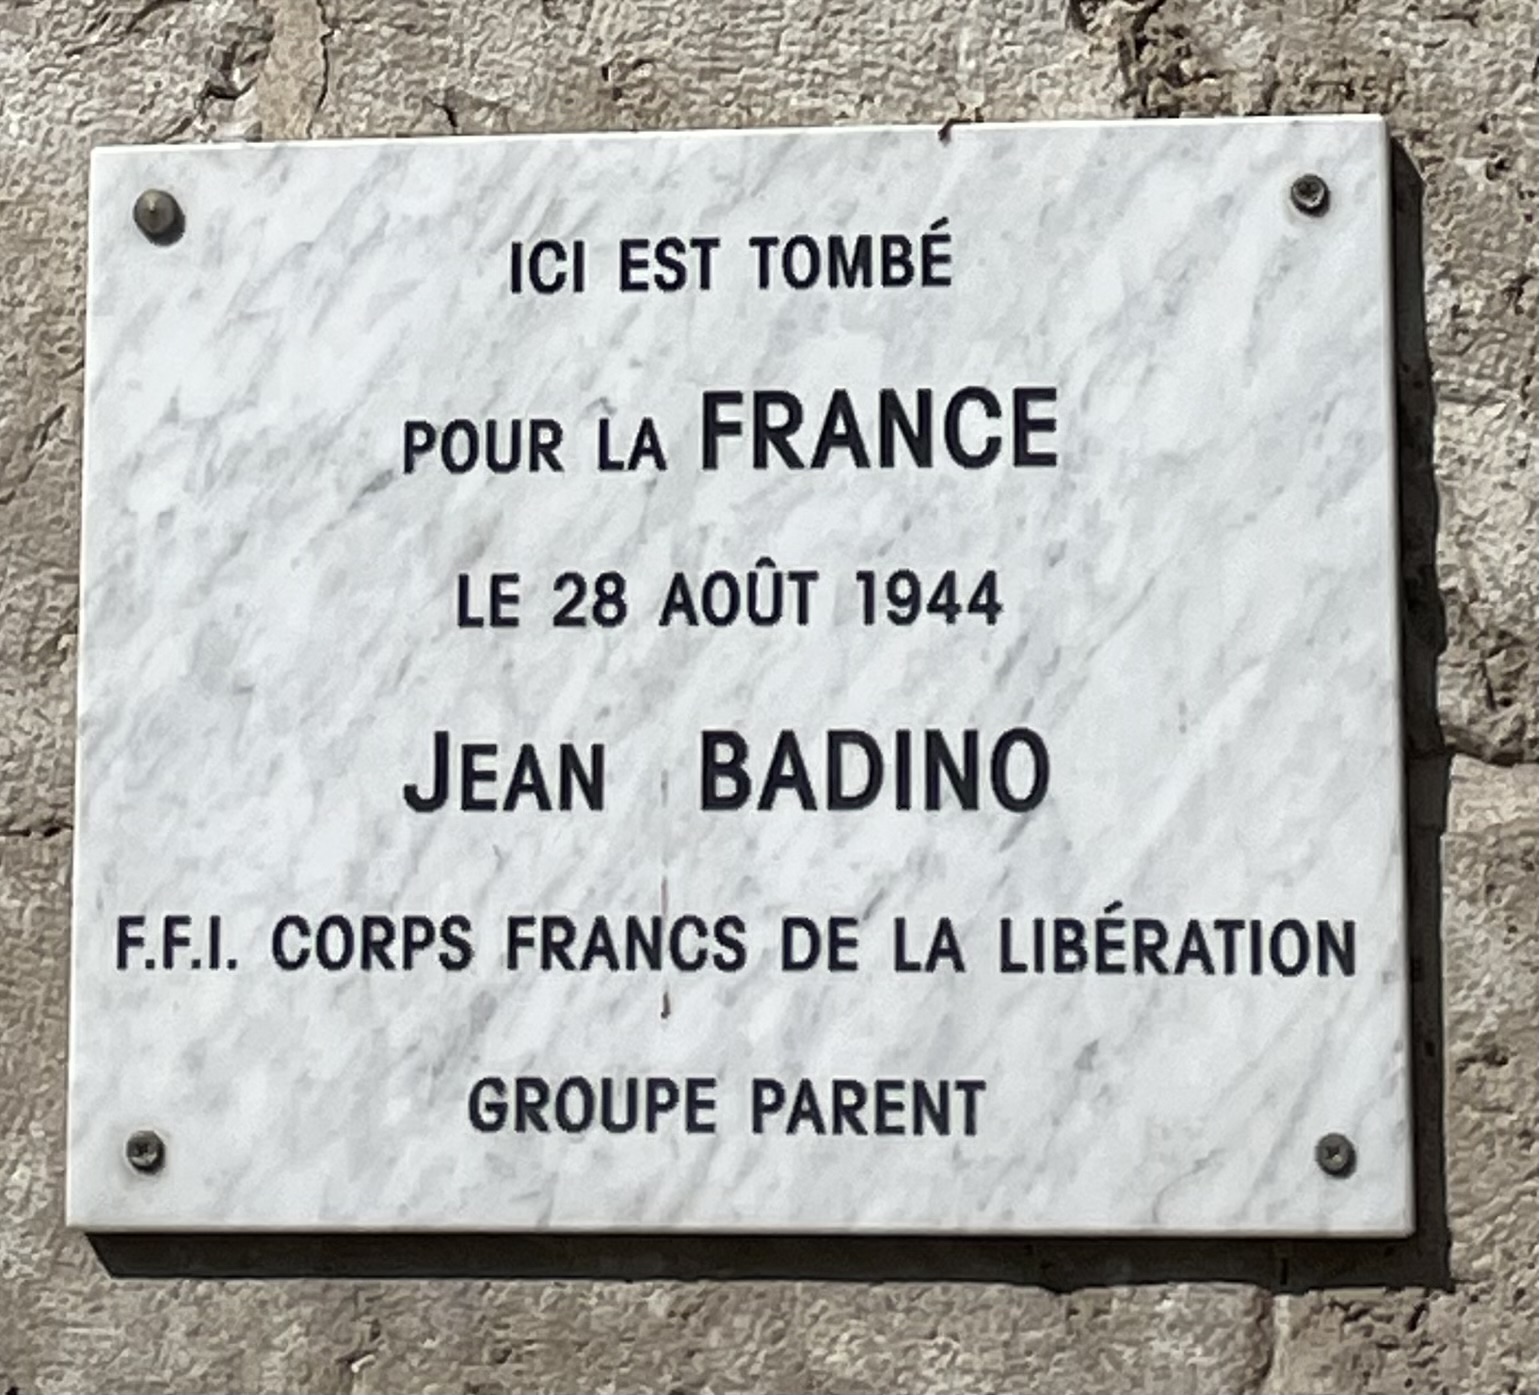 ICI EST TOMBÉ
POUR LA FRANCE
LE 28 AOÛT 1944
JEAN BADINO
F.F.I. CORPS FRANCS DE LA LIBÉRATION
GROUPE PARENT